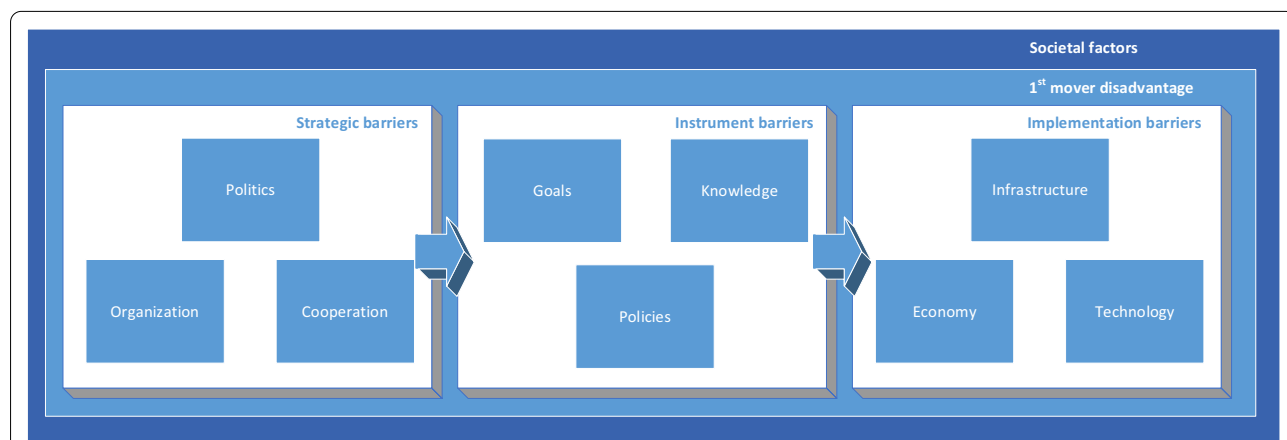 Societal factors
1st mover disadvantage
Strategic barriers
Politics
Organization
Cooperation
Instrument barriers
Goals
Knowledge
Policies
Implementation barriers
Infrastructure
Economy
Technology